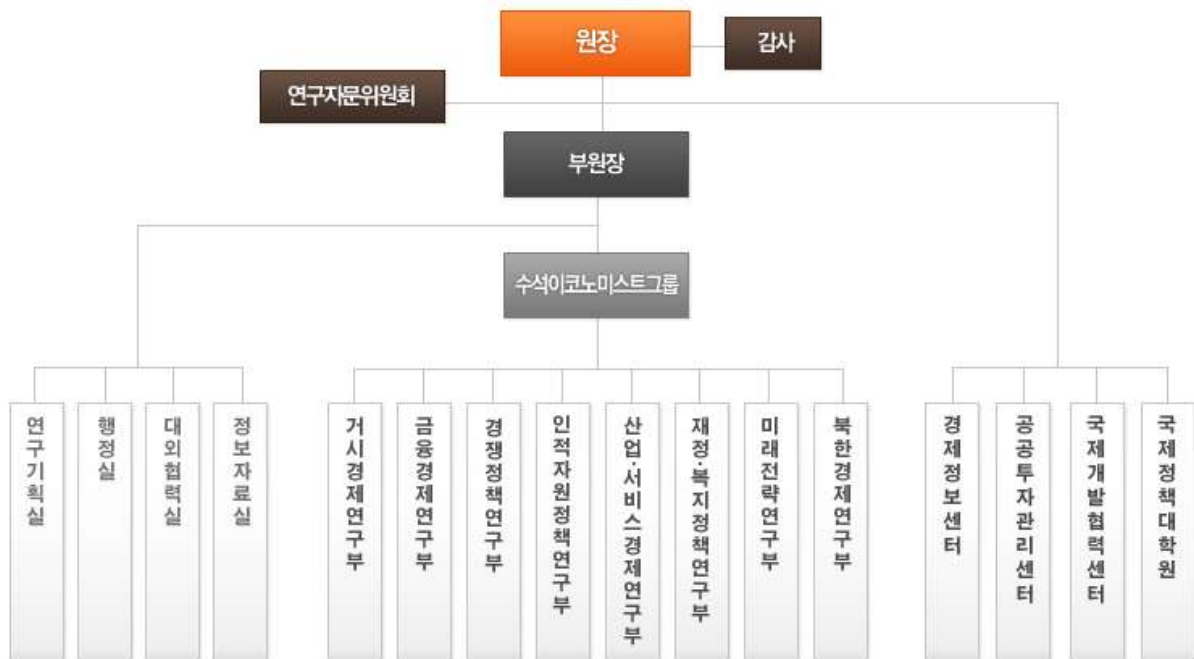 원장
감사
연구자문위원회
부원장
수석이코노미스트그룹
연구기획실
행정실
대외협력실
정보자료실
거시경제연구부
금융경제연구부
경쟁정책연구부
인적자원정책연구부
산업·서비스경제연구부
재정·복지정책연구부
미래전략연구부
북한경제연구부
경제정보센터
공공투자관리센터
국제개발협력센터
국제정책대학원